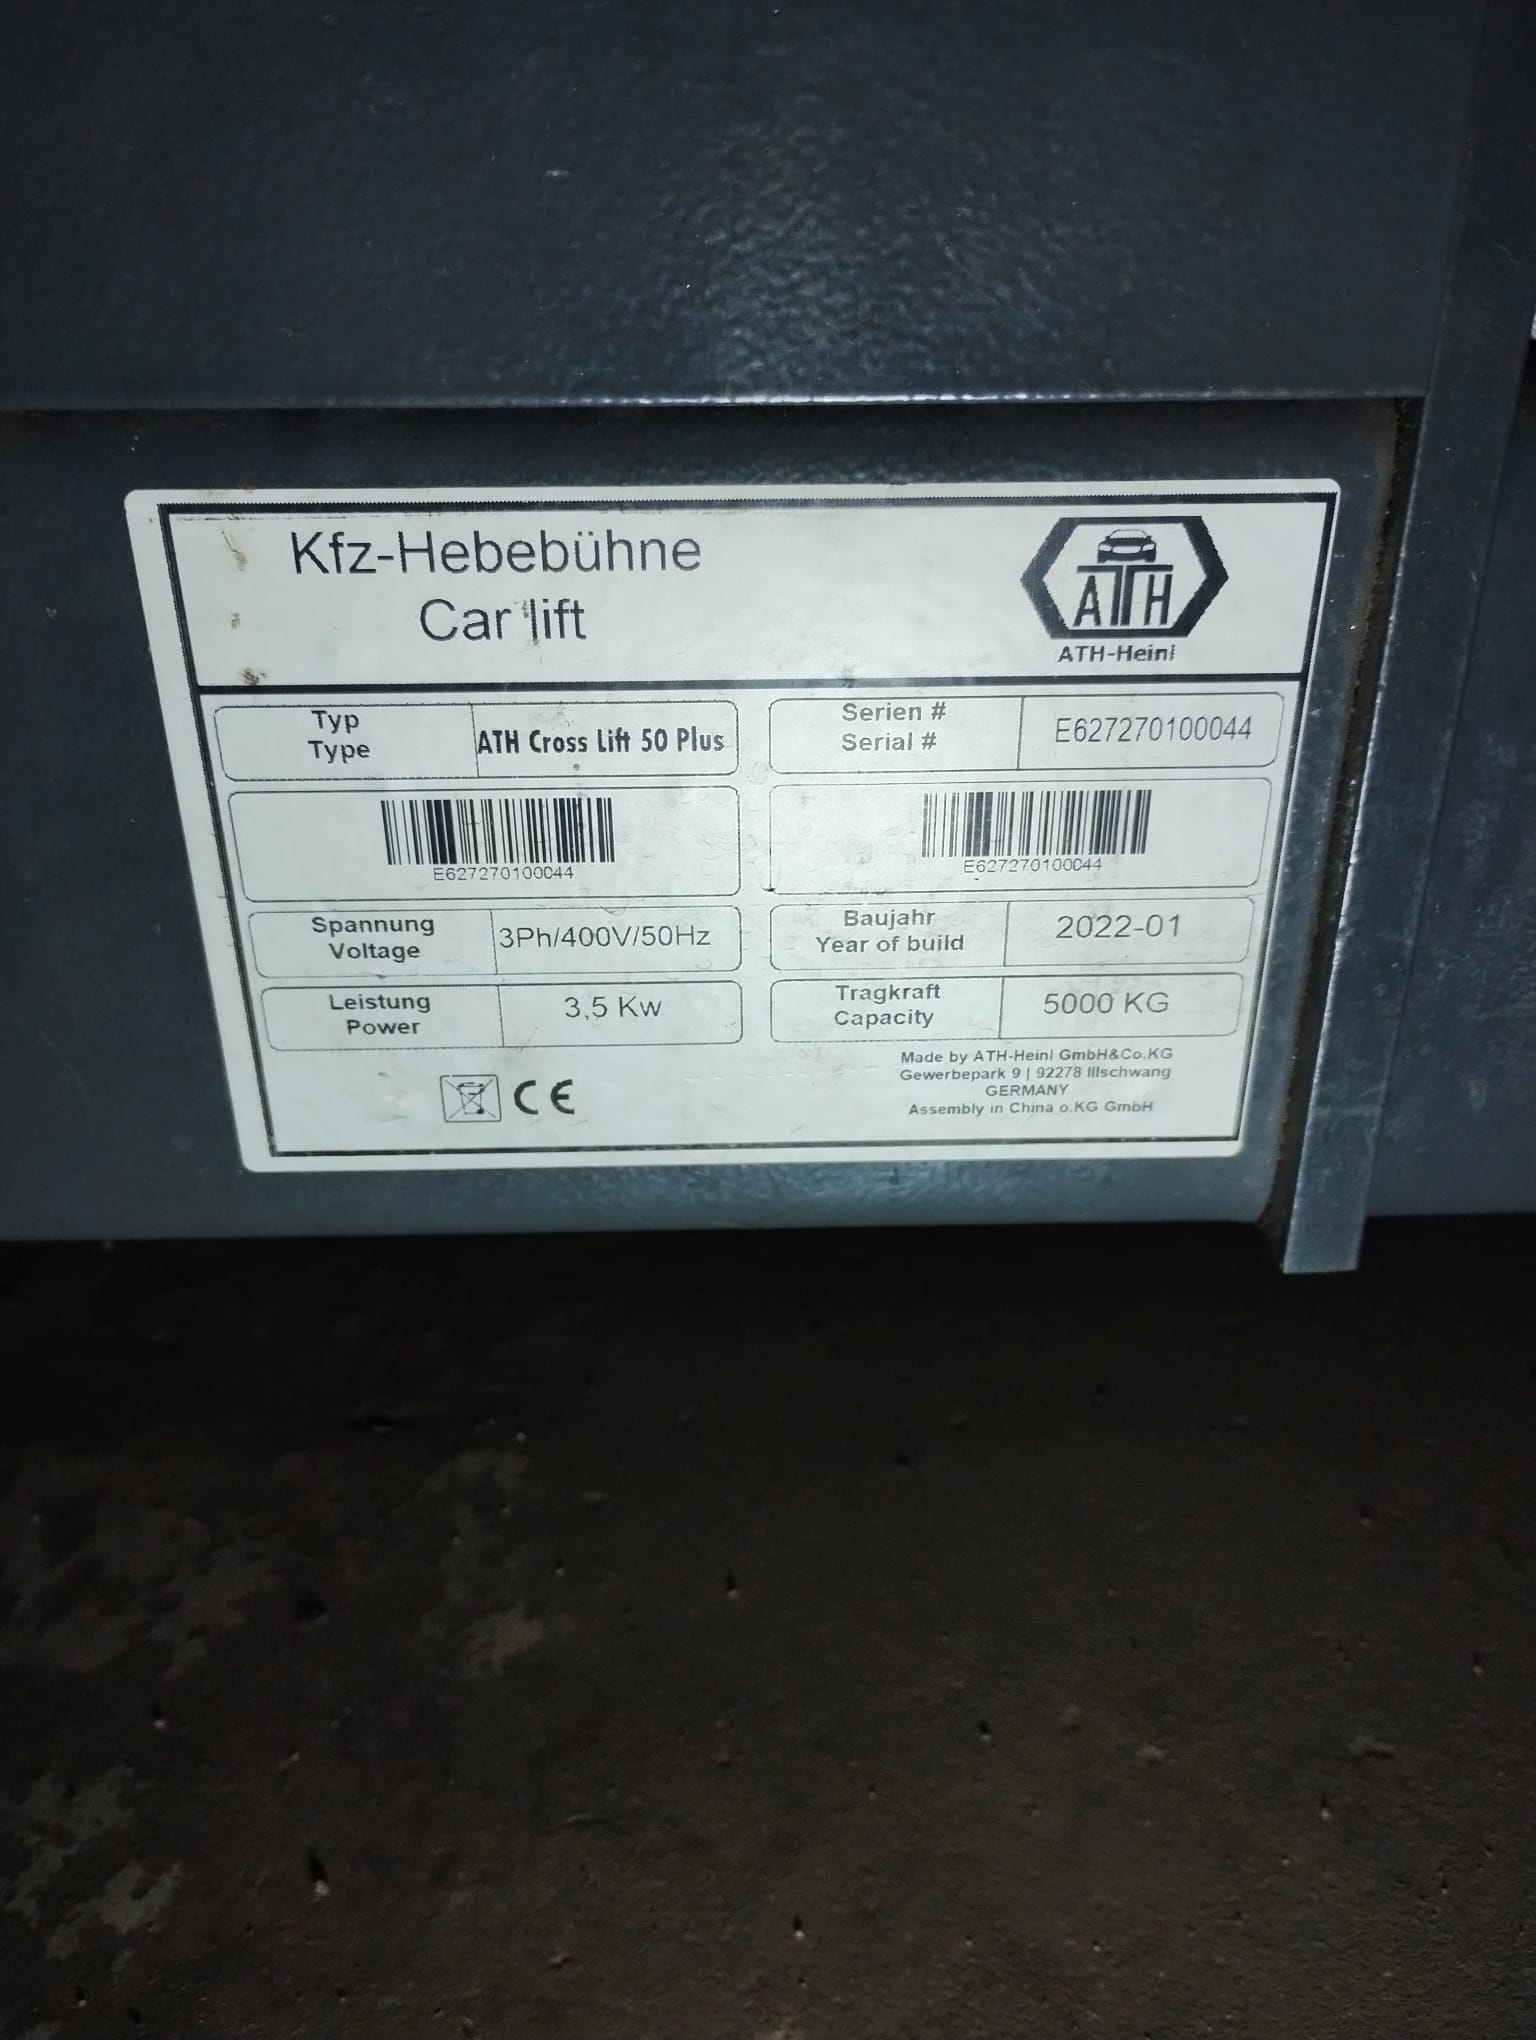 Kfz-Hebebühne
Car lift
ATH
ATH-Heinl
Typ
Type
ATH Cross Lift 50 Plus
Serien #
Serial #
E627270100044
E627270100044
E627270100044
Spannung
Voltage
3Ph/400V/50Hz
Baujahr
Year of build
2022-01
Leistung
Power
3,5 Kw
Tragkraft
Capacity
5000 KG
CE
Made by ATH-Heinl GmbH&Co.KG
Gewerbepark 9 | 92278 Illschwang
GERMANY
Assembly in China o.KG GmbH